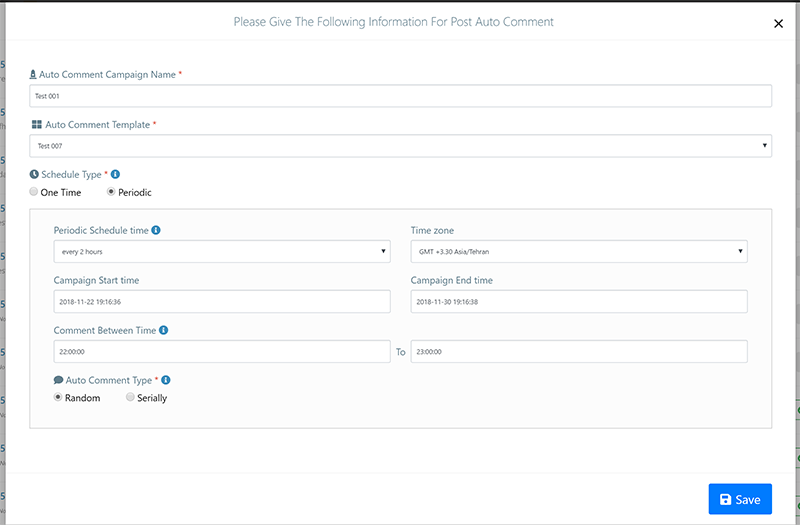 Please Give The Following Information For Post Auto Comment
Auto Comment Campaign Name *
Test 001
Auto Comment Template *
Test 007
Schedule Type *
One Time Periodic
Periodic Schedule time Time zone
every 2 hours GMT +3.30 Asia/Tehran
Campaign Start time Campaign End time
2018-11-22 19:16:36 2018-11-30 19:16:38
Comment Between Time
22:00:00 To 23:00:00
Auto Comment Type *
Random Serially
Save